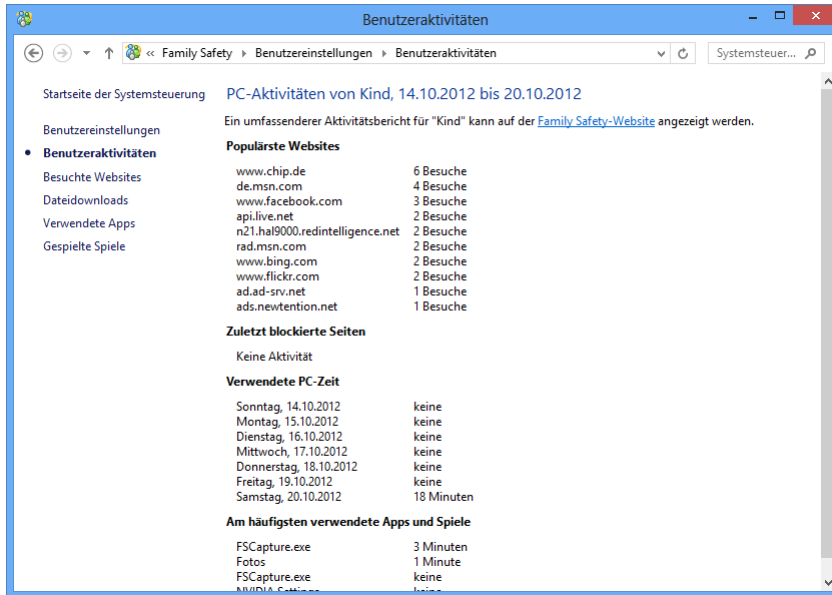 Benutzeraktivitäten
« Family Safety ▸ Benutzereinstellungen ▸ Benutzeraktivitäten
Systemsteuer...
Startseite der Systemsteuerung
Benutzereinstellungen
• Benutzeraktivitäten
Besuchte Websites
Dateidownloads
Verwendete Apps
Gespielte Spiele
PC-Aktivitäten von Kind, 14.10.2012 bis 20.10.2012
Ein umfassenderer Aktivitätsbericht für "Kind" kann auf der Family Safety-Website angezeigt werden.
Populärste Websites
www.chip.de 6 Besuche
de.msn.com 4 Besuche
www.facebook.com 3 Besuche
api.live.net 2 Besuche
n21.hal9000.redintelligence.net 2 Besuche
rad.msn.com 2 Besuche
www.bing.com 2 Besuche
www.flickr.com 2 Besuche
ad.ad-srv.net 1 Besuche
ads.newtention.net 1 Besuche
Zuletzt blockierte Seiten
Keine Aktivität
Verwendete PC-Zeit
Sonntag, 14.10.2012 keine
Montag, 15.10.2012 keine
Dienstag, 16.10.2012 keine
Mittwoch, 17.10.2012 keine
Donnerstag, 18.10.2012 keine
Freitag, 19.10.2012 keine
Samstag, 20.10.2012 18 Minuten
Am häufigsten verwendete Apps und Spiele
FSCapture.exe 3 Minuten
Fotos 1 Minute
FSCapture.exe keine
NVIDIA Settings keine